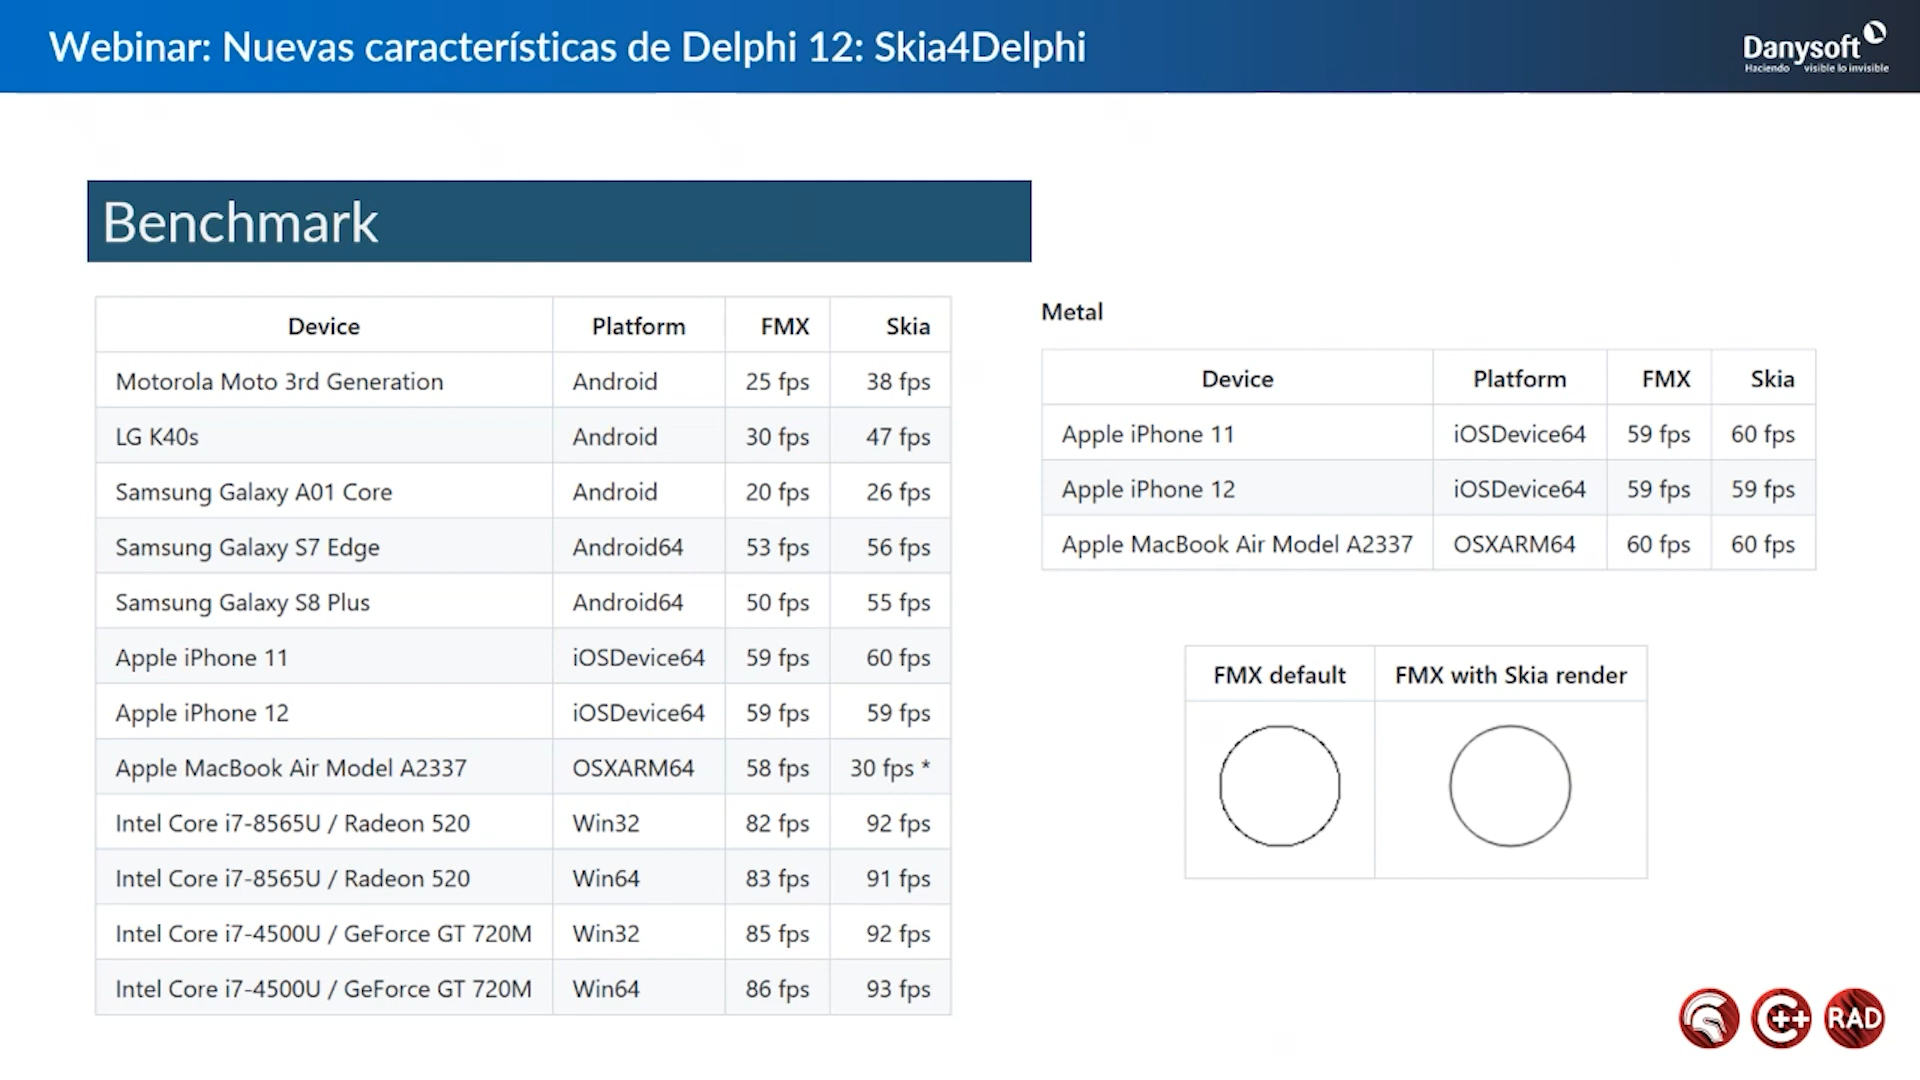 Webinar: Nuevas características de Delphi 12: Skia4Delphi
Danysoft
Haciendo visible lo invisible
Benchmark
Device Platform FMX Skia
Motorola Moto 3rd Generation Android 25 fps 38 fps
LG K40s Android 30 fps 47 fps
Samsung Galaxy A01 Core Android 20 fps 26 fps
Samsung Galaxy S7 Edge Android64 53 fps 56 fps
Samsung Galaxy S8 Plus Android64 50 fps 55 fps
Apple iPhone 11 iOSDevice64 59 fps 60 fps
Apple iPhone 12 iOSDevice64 59 fps 59 fps
Apple MacBook Air Model A2337 OSXARM64 58 fps 30 fps *
Intel Core i7-8565U / Radeon 520 Win32 82 fps 92 fps
Intel Core i7-8565U / Radeon 520 Win64 83 fps 91 fps
Intel Core i7-4500U / GeForce GT 720M Win32 85 fps 92 fps
Intel Core i7-4500U / GeForce GT 720M Win64 86 fps 93 fps
Metal
Device Platform FMX Skia
Apple iPhone 11 iOSDevice64 59 fps 60 fps
Apple iPhone 12 iOSDevice64 59 fps 59 fps
Apple MacBook Air Model A2337 OSXARM64 60 fps 60 fps
FMX default FMX with Skia render
C++ RAD